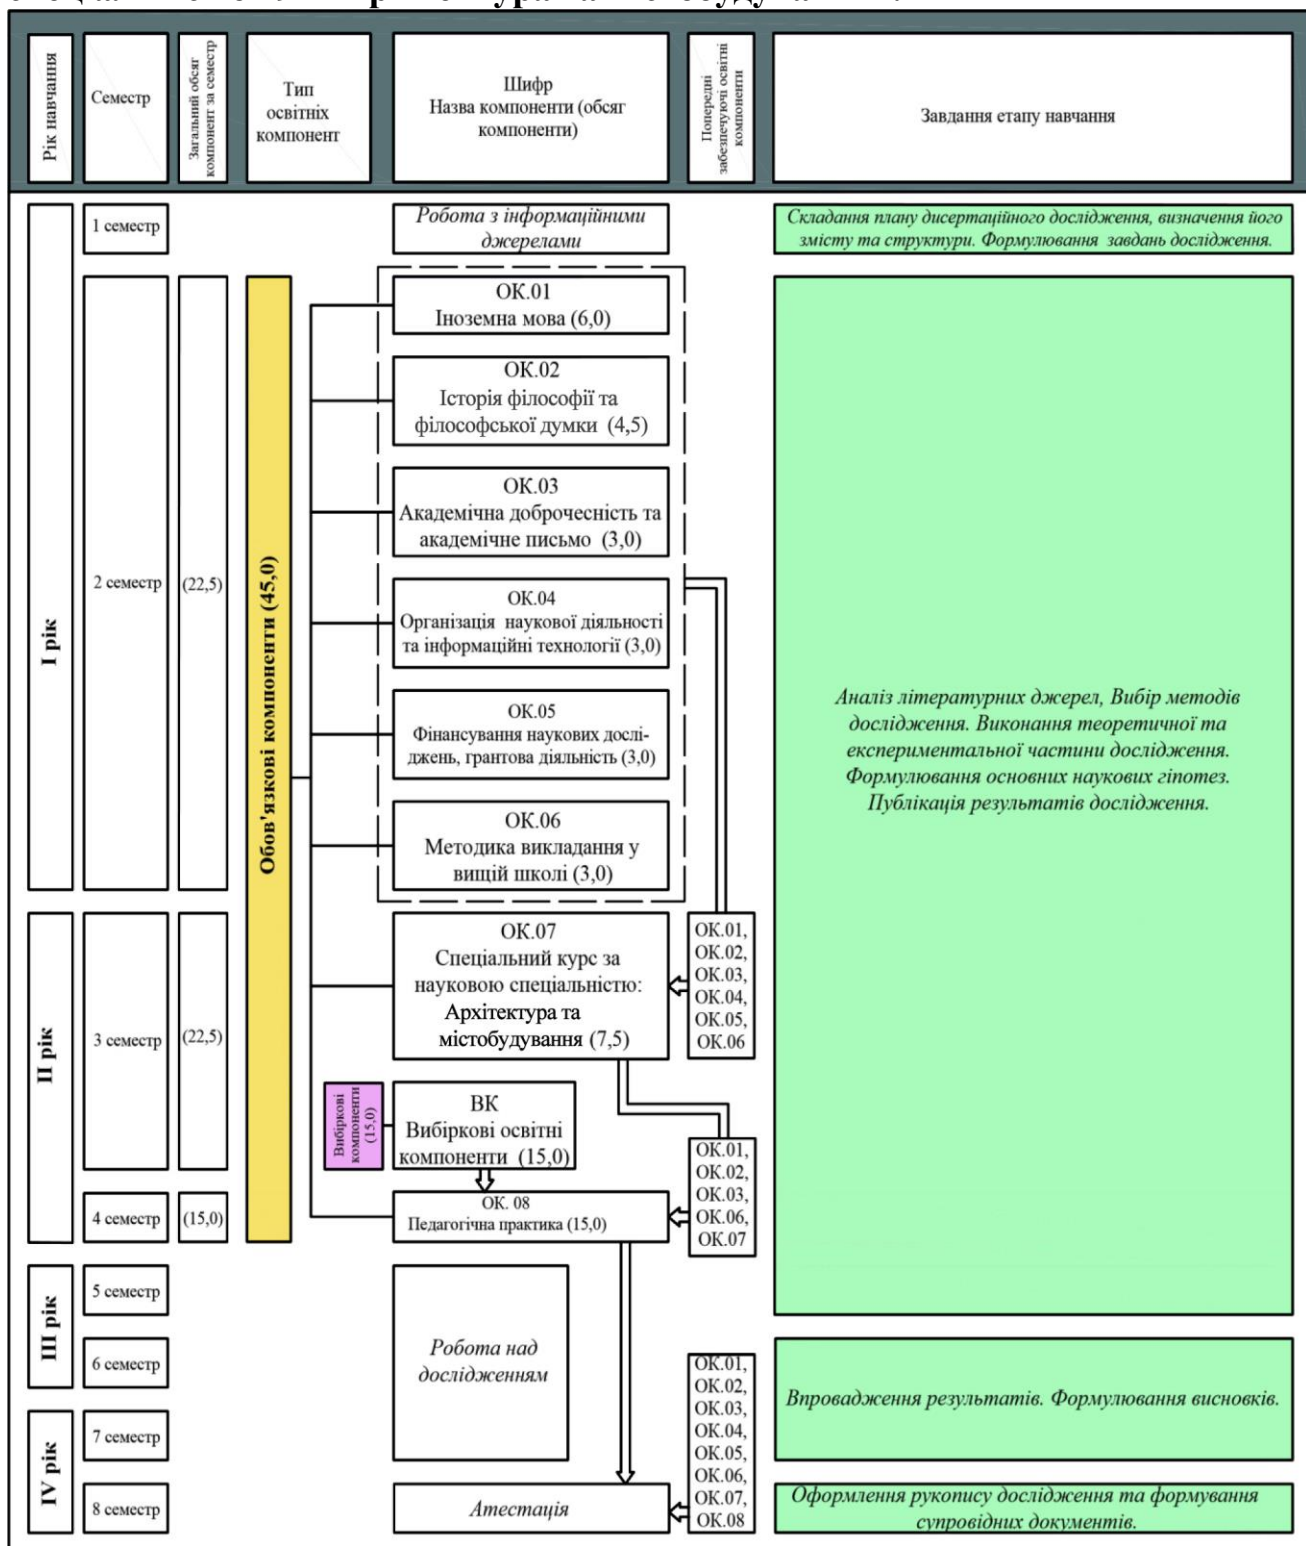 Рік навчання
Семестр
Загальний обсяг
компонент за семестр
Тип
освітніх
компонент
Шифр
Назва компоненти (обсяг
компоненти)
Попередні
забезпечуючі освітні
компоненти
Завдання етапу навчання
I рік
1 семестр
Робота з інформаційними
джерелами
Складання плану дисертаційного дослідження, визначення його
змісту та структури. Формулювання завдань дослідження.
2 семестр
(22,5)
Обов'язкові компоненти (45,0)
ОК.01
Іноземна мова (6,0)
ОК.02
Історія філософії та
філософської думки (4,5)
ОК.03
Академічна доброчесність та
академічне письмо (3,0)
ОК.04
Організація наукової діяльності
та інформаційні технології (3,0)
ОК.05
Фінансування наукових дослі-
джень, грантова діяльність (3,0)
ОК.06
Методика викладання у
вищій школі (3,0)
Аналіз літературних джерел, Вибір методів
дослідження. Виконання теоретичної та
експериментальної частини дослідження.
Формулювання основних наукових гіпотез.
Публікація результатів дослідження.
II рік
3 семестр
(22,5)
ОК.07
Спеціальний курс за
науковою спеціальністю:
Архітектура та
містобудування (7,5)
ОК.01,
ОК.02,
ОК.03,
ОК.04,
ОК.05,
ОК.06
Вибіркові
компоненти
(15,0)
ВК
Вибіркові освітні
компоненти (15,0)
4 семестр
(15,0)
ОК. 08
Педагогічна практика (15,0)
ОК.01,
ОК.02,
ОК.03,
ОК.06,
ОК.07
III рік
5 семестр
6 семестр
Робота над
дослідженням
Впровадження результатів. Формулювання висновків.
IV рік
7 семестр
8 семестр
Атестація
ОК.01,
ОК.02,
ОК.03,
ОК.04,
ОК.05,
ОК.06,
ОК.07,
ОК.08
Оформлення рукопису дослідження та формування
супровідних документів.